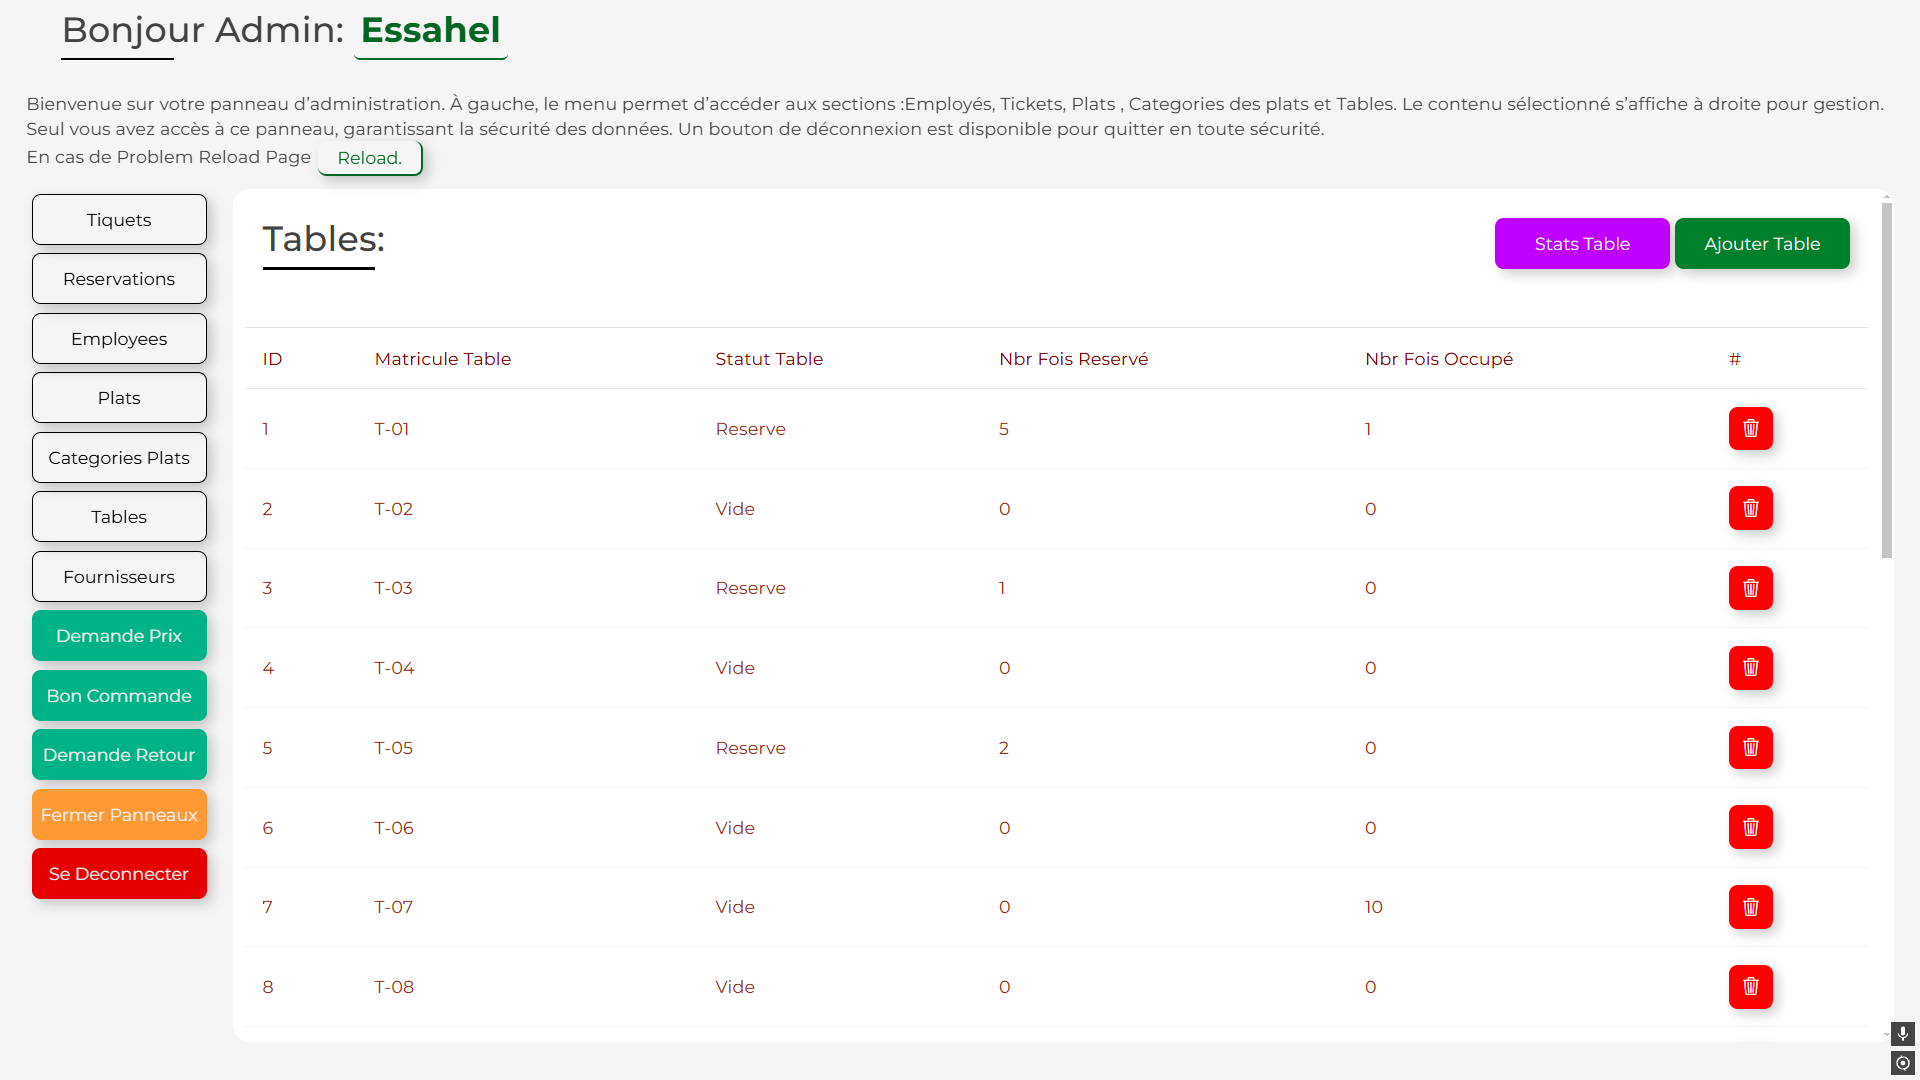 Bonjour Admin: Essahel
Bienvenue sur votre panneau d’administration. À gauche, le menu permet d’accéder aux sections :Employés, Tickets, Plats , Categories des plats et Tables. Le contenu sélectionné s’affiche à droite pour gestion.
Seul vous avez accès à ce panneau, garantissant la sécurité des données. Un bouton de déconnexion est disponible pour quitter en toute sécurité.
En cas de Problem Reload Page Reload.
Tiquets
Reservations
Employees
Plats
Categories Plats
Tables
Fournisseurs
Demande Prix
Bon Commande
Demande Retour
Fermer Panneaux
Se Deconnecter
Tables:
Stats Table
Ajouter Table
ID Matricule Table Statut Table Nbr Fois Reservé Nbr Fois Occupé #
1 T-01 Reserve 5 1
2 T-02 Vide 0 0
3 T-03 Reserve 1 0
4 T-04 Vide 0 0
5 T-05 Reserve 2 0
6 T-06 Vide 0 0
7 T-07 Vide 0 10
8 T-08 Vide 0 0